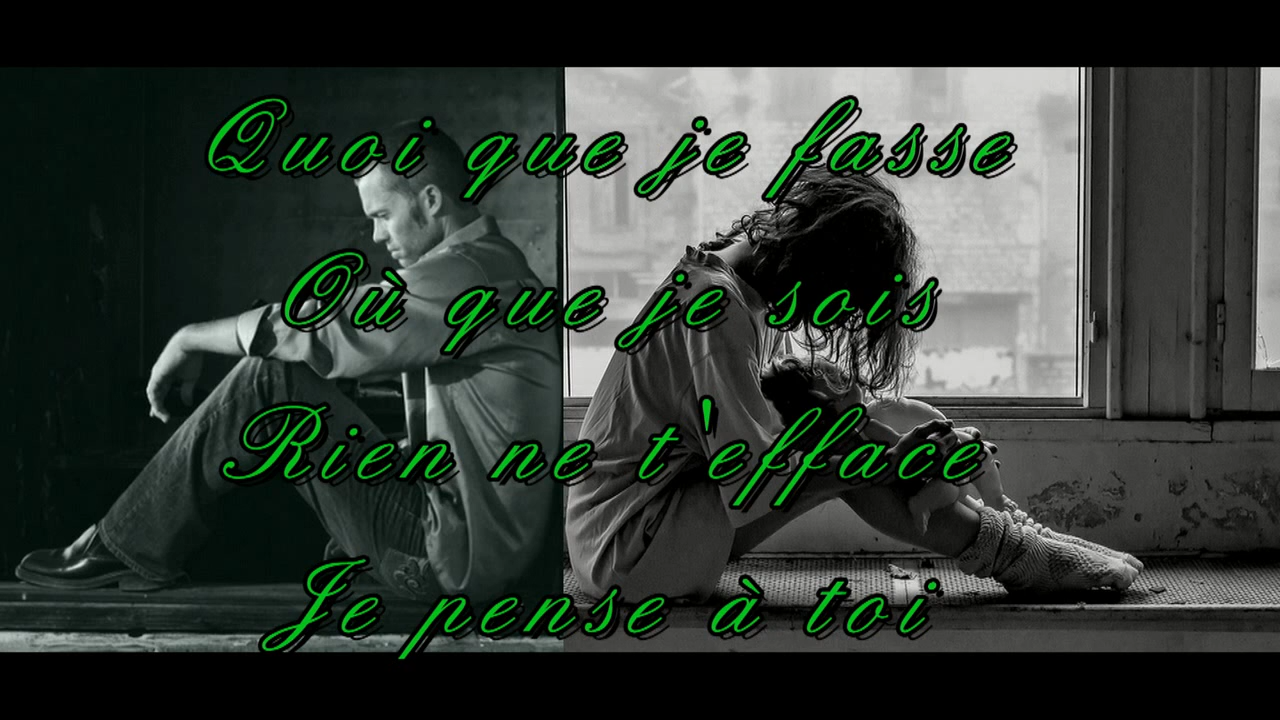 Quoi que je fasse
Où que je sois
Rien ne t'efface
Je pense à toi